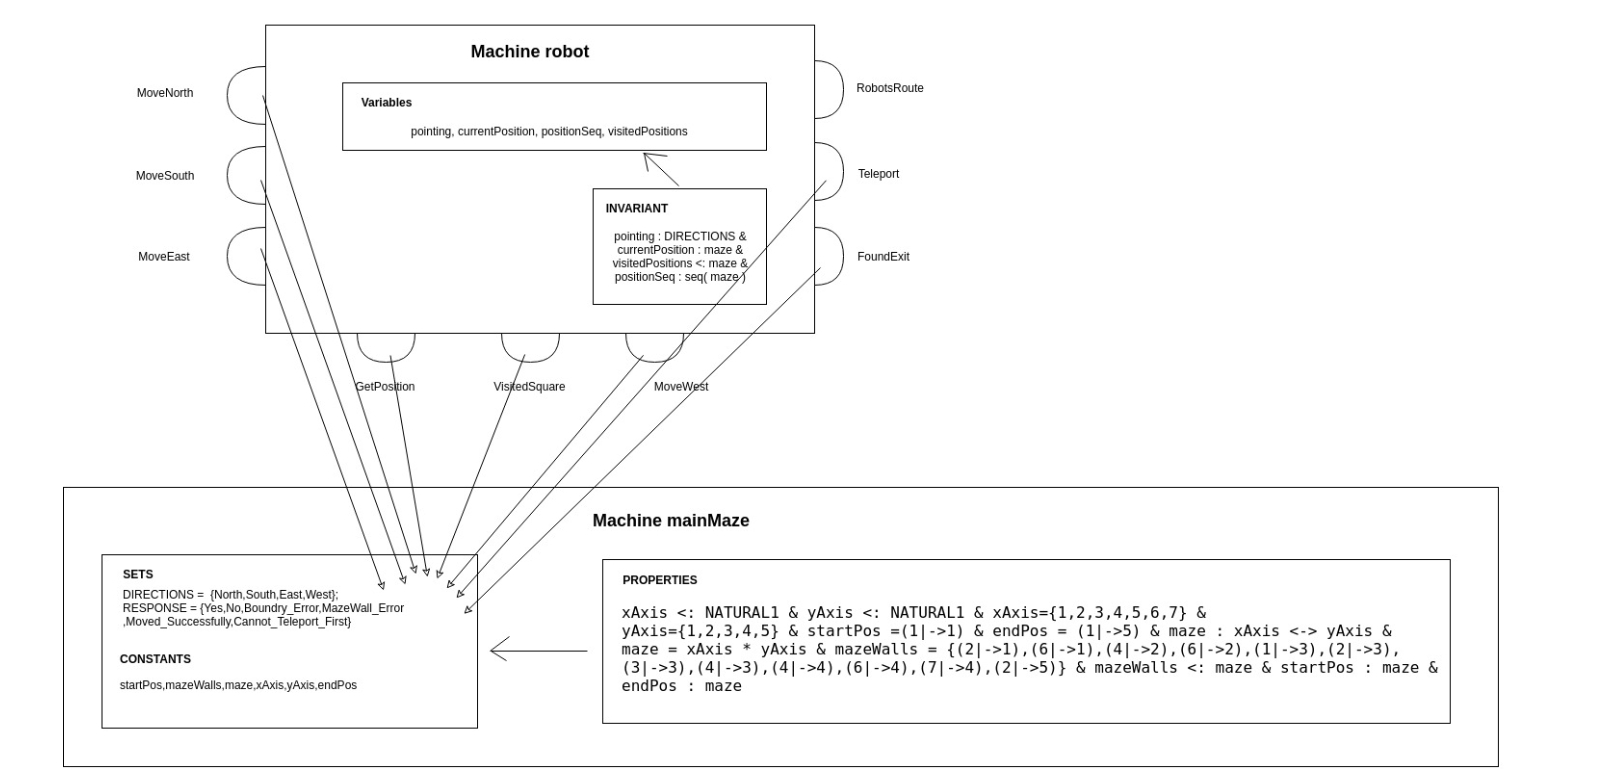 Machine robot
MoveNorth
Variables
RobotsRoute
pointing, currentPosition, positionSeq, visitedPositions
MoveSouth
Teleport
INVARIANT
pointing : DIRECTIONS &
currentPosition : maze &
visitedPositions <: maze &
positionSeq : seq( maze )
MoveEast
FoundExit
GetPosition
VisitedSquare
MoveWest
Machine mainMaze
SETS
DIRECTIONS =  {North,South,East,West};
RESPONSE = {Yes,No,Boundry_Error,MazeWall_Error
,Moved_Successfully,Cannot_Teleport_First}
CONSTANTS
startPos,mazeWalls,maze,xAxis,yAxis,endPos
PROPERTIES
xAxis <: NATURAL1 & yAxis <: NATURAL1 & xAxis={1,2,3,4,5,6,7} &
yAxis={1,2,3,4,5} & startPos =(1|->1) & endPos = (1|->5) & maze : xAxis <-> yAxis &
maze = xAxis * yAxis & mazeWalls = {(2|->1),(6|->1),(4|->2),(6|->2),(1|->3),(2|->3),
(3|->3),(4|->3),(4|->4),(6|->4),(7|->4),(2|->5)} & mazeWalls <: maze & startPos : maze &
endPos : maze